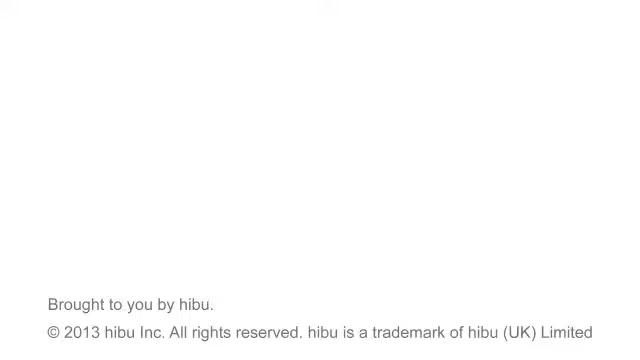 Brought to you by hibu.
© 2013 hibu Inc. All rights reserved. hibu is a trademark of hibu (UK) Limited